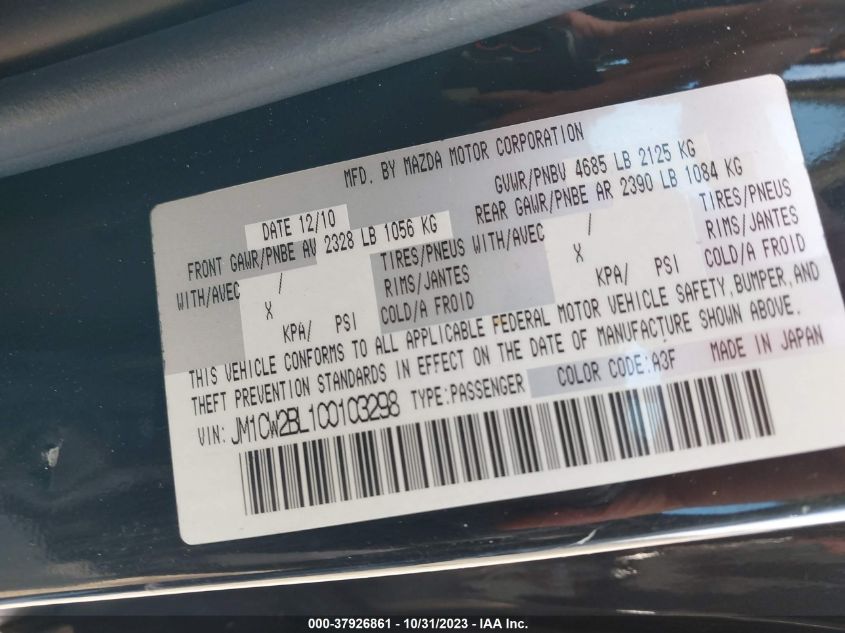 MFD. BY MAZDA MOTOR CORPORATION
DATE 12/10
GVWR/PNBV 4685 LB 2125 KG
FRONT GAWR/PNBE AV 2328 LB 1056 KG
REAR GAWR/PNBE AR 2390 LB 1084 KG
WITH/AVEC / TIRES/PNEUS
X RIMS/JANTES
KPA/ PSI COLD/A FROID
WITH/AVEC / TIRES/PNEUS
X RIMS/JANTES
KPA/ PSI COLD/A FROID
THIS VEHICLE CONFORMS TO ALL APPLICABLE FEDERAL MOTOR VEHICLE SAFETY,BUMPER,AND
THEFT PREVENTION STANDARDS IN EFFECT ON THE DATE OF MANUFACTURE SHOWN ABOVE.
VIN: JM1CW2BL1C0103298 TYPE:PASSENGER COLOR CODE:A3F MADE IN JAPAN
000-37926861 - 10/31/2023 - IAA Inc.